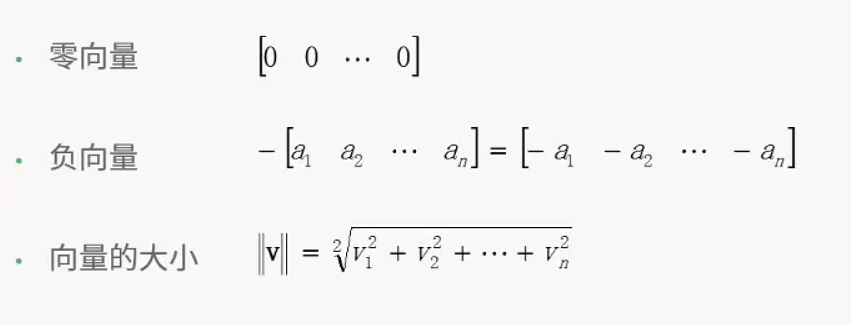 • 零向量 [0 0 ⋯ 0]
• 负向量 −[a₁ a₂ ⋯ aₙ] = [−a₁ −a₂ ⋯ −aₙ]
• 向量的大小 ‖v‖ = ²√(v₁² + v₂² + ⋯ + vₙ²)